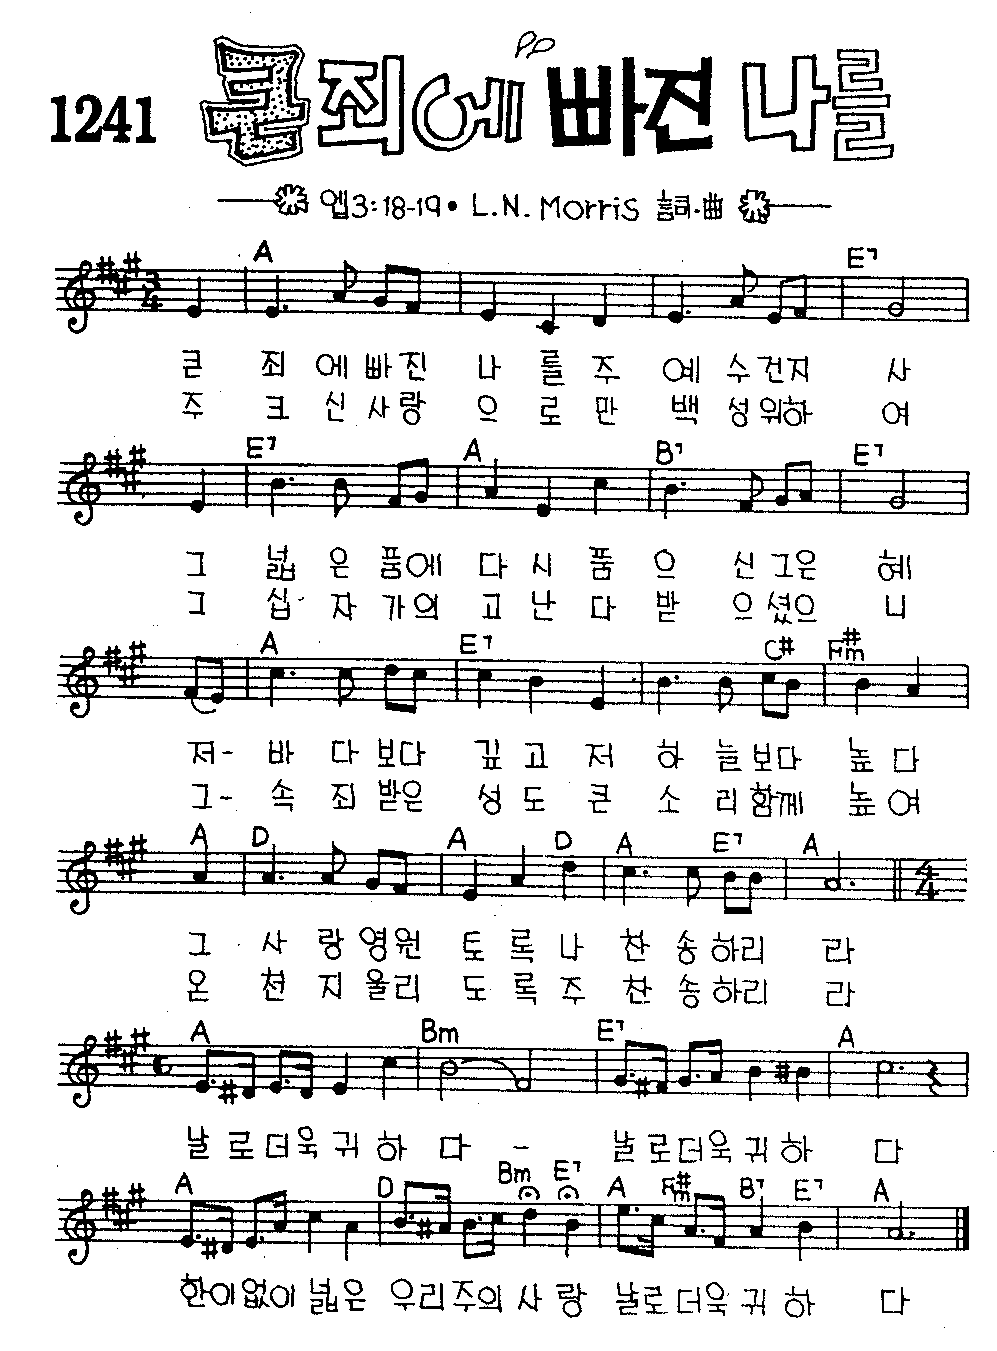 1241 큰 죄에 빠진 나를
엡3:18-19 • L.N. Morris 詞·曲
A E7
3 4
큰 죄 에 빠 진 나 를 주 예 수 건 지 사
주 크 신 사 랑 으 로 만 백 성 위하 여
E7 A B7 E7
그 넓 은 품에 다 시 품 으 신 그은 혜
그 십 자 가의 고 난 다 받 으 셨으 니
A E7 C# F#m
저- 바 다 보다 깊 고 저 하 늘보다 높 다
그- 속 죄 받은 성 도 큰 소 리 함께 높 여
A D A D A E7 A
4 4
그 사 랑 영원 토 록 나 찬 송 하리 라
온 천 지 울리 도 록 주 찬 송 하리 라
A Bm E7 A
날 로 더욱 귀 하 다 - 날 로 더욱 귀 하 다
A D Bm E7 A F#m B7 E7 A
한이없이 넓은 우리주의 사 랑 날로 더욱 귀 하 다